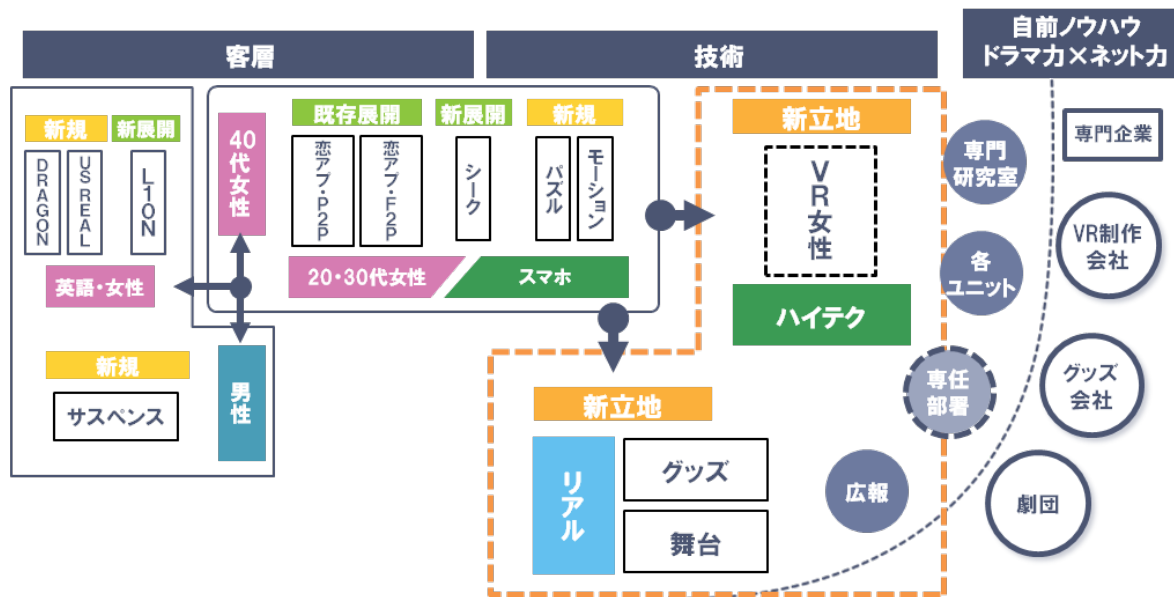 客層
技術
自前ノウハウ
ドラマ力×ネット力
新規
新展開
DRAGON
US REAL
L1ON
英語・女性
新規
サスペンス
40代女性
男性
既存展開
新展開
新規
恋アプ・P2P
恋アプ・F2P
シーク
パズル
モーション
20・30代女性
スマホ
新立地
VR女性
ハイテク
新立地
リアル
グッズ
舞台
専門
研究室
各
ユニット
専任
部署
広報
専門企業
VR制作
会社
グッズ
会社
劇団